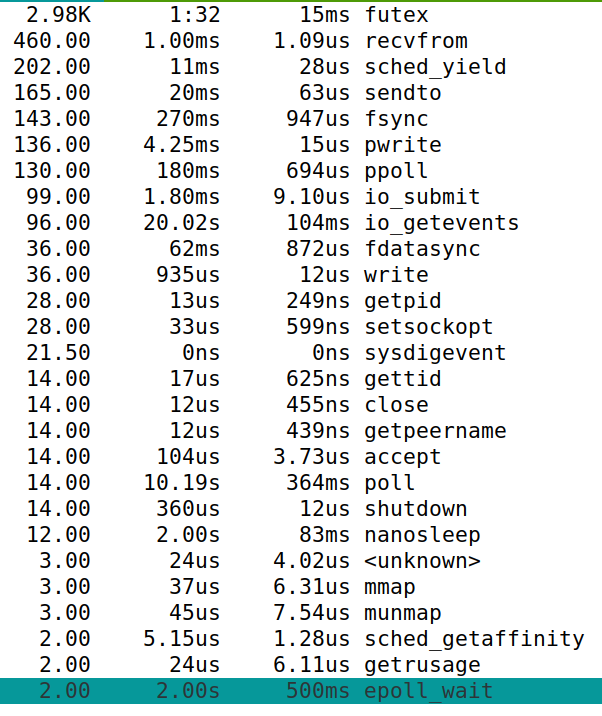 2.98K 1:32 15ms futex
460.00 1.00ms 1.09us recvfrom
202.00 11ms 28us sched_yield
165.00 20ms 63us sendto
143.00 270ms 947us fsync
136.00 4.25ms 15us pwrite
130.00 180ms 694us ppoll
99.00 1.80ms 9.10us io_submit
96.00 20.02s 104ms io_getevents
36.00 62ms 872us fdatasync
36.00 935us 12us write
28.00 13us 249ns getpid
28.00 33us 599ns setsockopt
21.50 0ns 0ns sysdigevent
14.00 17us 625ns gettid
14.00 12us 455ns close
14.00 12us 439ns getpeername
14.00 104us 3.73us accept
14.00 10.19s 364ms poll
14.00 360us 12us shutdown
12.00 2.00s 83ms nanosleep
3.00 24us 4.02us <unknown>
3.00 37us 6.31us mmap
3.00 45us 7.54us munmap
2.00 5.15us 1.28us sched_getaffinity
2.00 24us 6.11us getrusage
2.00 2.00s 500ms epoll_wait